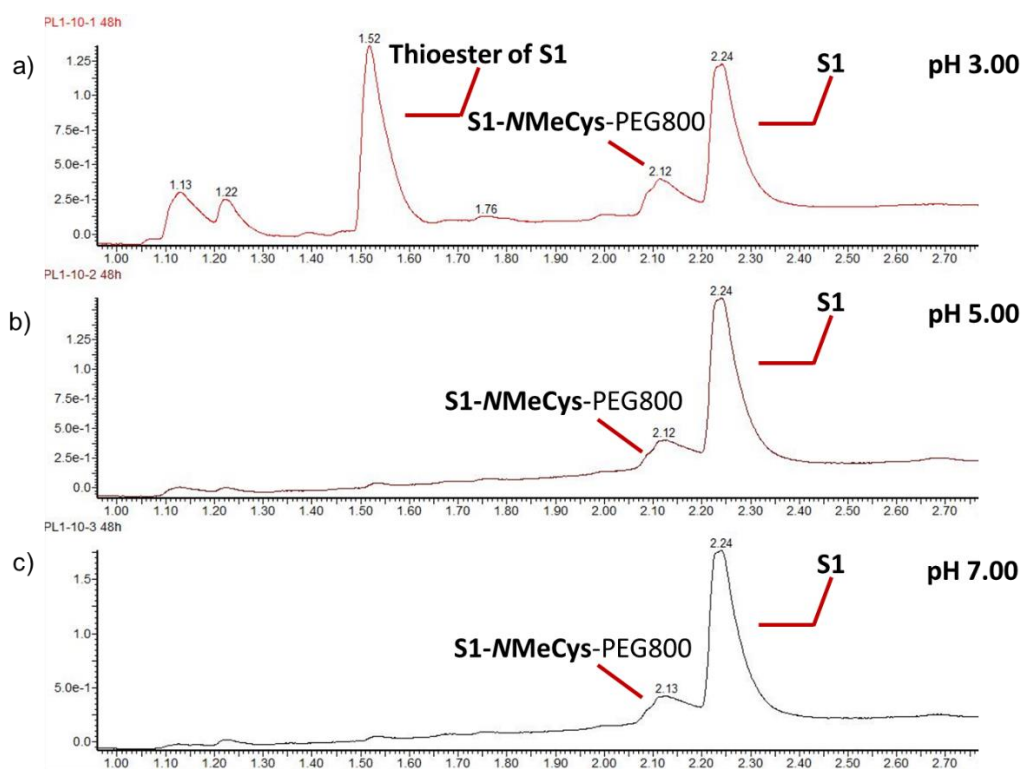 PL1-10-1 48h
a)
1.52
Thioester of S1
2.24
S1
pH 3.00
S1-NMeCys-PEG800
1.13
1.22
1.76
2.12
1.25
1.0
7.5e-1
5.0e-1
2.5e-1
0.0
1.00 1.10 1.20 1.30 1.40 1.50 1.60 1.70 1.80 1.90 2.00 2.10 2.20 2.30 2.40 2.50 2.60 2.70
PL1-10-2 48h
b)
2.24
S1
pH 5.00
S1-NMeCys-PEG800
2.12
1.25
1.0
7.5e-1
5.0e-1
2.5e-1
0.0
1.00 1.10 1.20 1.30 1.40 1.50 1.60 1.70 1.80 1.90 2.00 2.10 2.20 2.30 2.40 2.50 2.60 2.70
PL1-10-3 48h
c)
2.24
S1
pH 7.00
S1-NMeCys-PEG800
2.13
1.5
1.0
5.0e-1
0.0
1.00 1.10 1.20 1.30 1.40 1.50 1.60 1.70 1.80 1.90 2.00 2.10 2.20 2.30 2.40 2.50 2.60 2.70